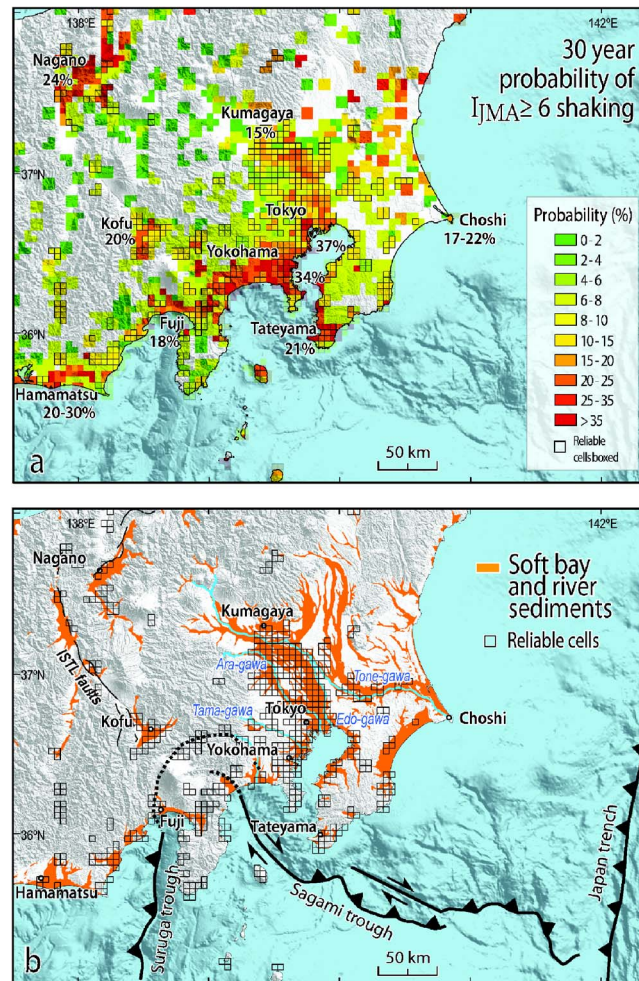 138°E
142°E
Nagano
24%
30 year
probability of
IJMA≥ 6 shaking
Kumagaya
15%
37°N
Tokyo
Kofu
20%
Yokohama
37%
Choshi
17-22%
34%
Probability (%)
0-2
2-4
4-6
6-8
8-10
10-15
15-20
20-25
25-35
>35
Reliable
cells boxed
36°N
Fuji
18%
Tateyama
21%
Hamamatsu
20-30%
50 km
a
138°E
142°E
Nagano
Soft bay
and river
sediments
Reliable cells
Kumagaya
37°N
Ara-gawa
Tone-gawa
ISTL faults
Kofu
Tama-gawa
Tokyo
Edo-gawa
Choshi
Yokohama
36°N
Fuji
Tateyama
Hamamatsu
Suruga trough
Sagami trough
Japan trench
50 km
b